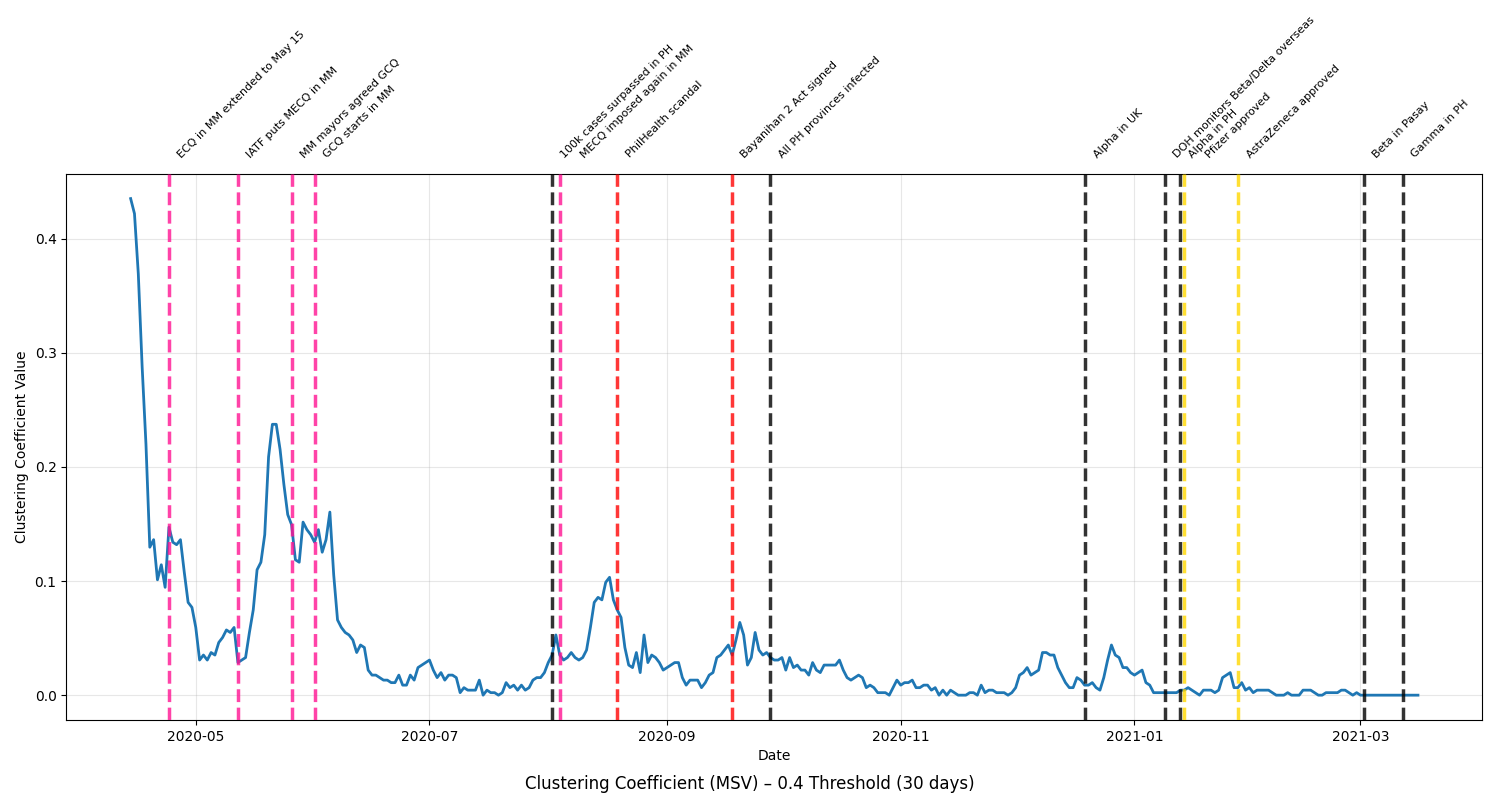 ECQ in MM extended to May 15
IATF puts MECQ in MM
MM mayors agreed GCQ
GCQ starts in MM
100k cases surpassed in PH
MECQ imposed again in MM
PhilHealth scandal
Bayanihan 2 Act signed
All PH provinces infected
Alpha in UK
DOH monitors Beta/Delta overseas
Alpha in PH
Pfizer approved
AstraZeneca approved
Beta in Pasay
Gamma in PH
Clustering Coefficient Value
0.4
0.3
0.2
0.1
0.0
2020-05
2020-07
2020-09
2020-11
2021-01
2021-03
Date
Clustering Coefficient (MSV) – 0.4 Threshold (30 days)